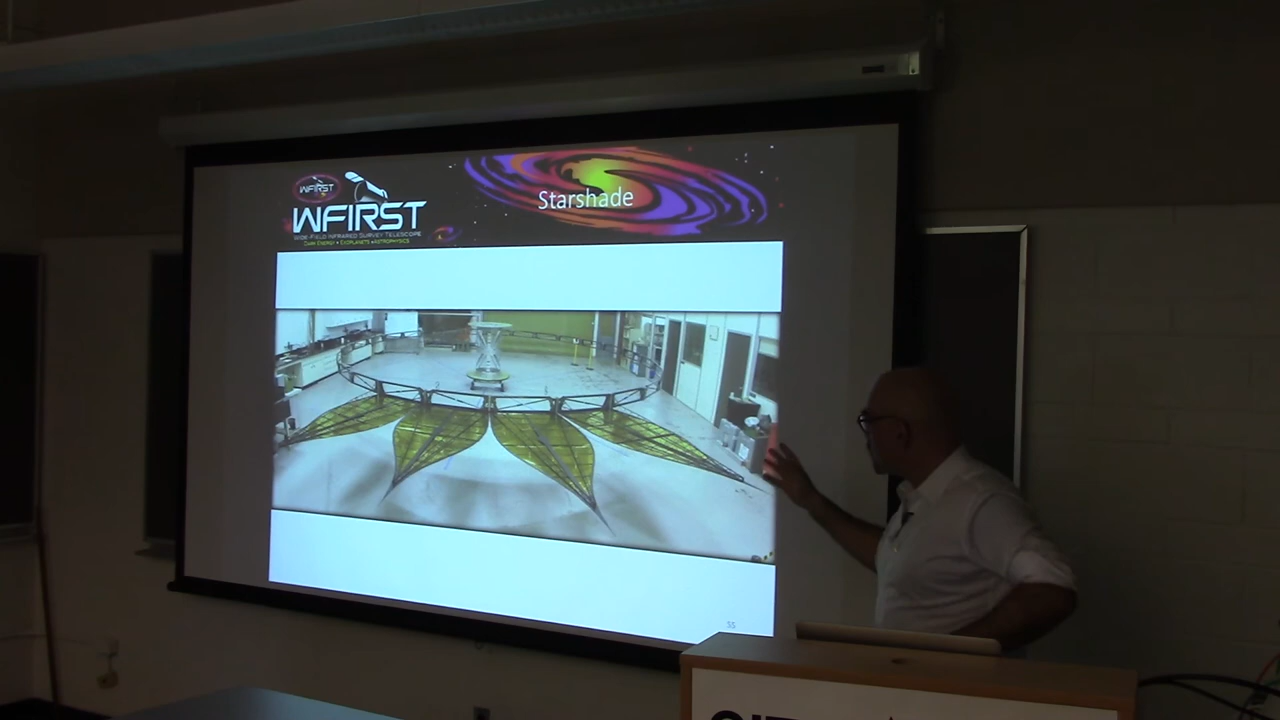 WFIRST
WFIRST
WIDE-FIELD INFRARED SURVEY TELESCOPE
DARK ENERGY • EXOPLANETS • ASTROPHYSICS
Starshade
55